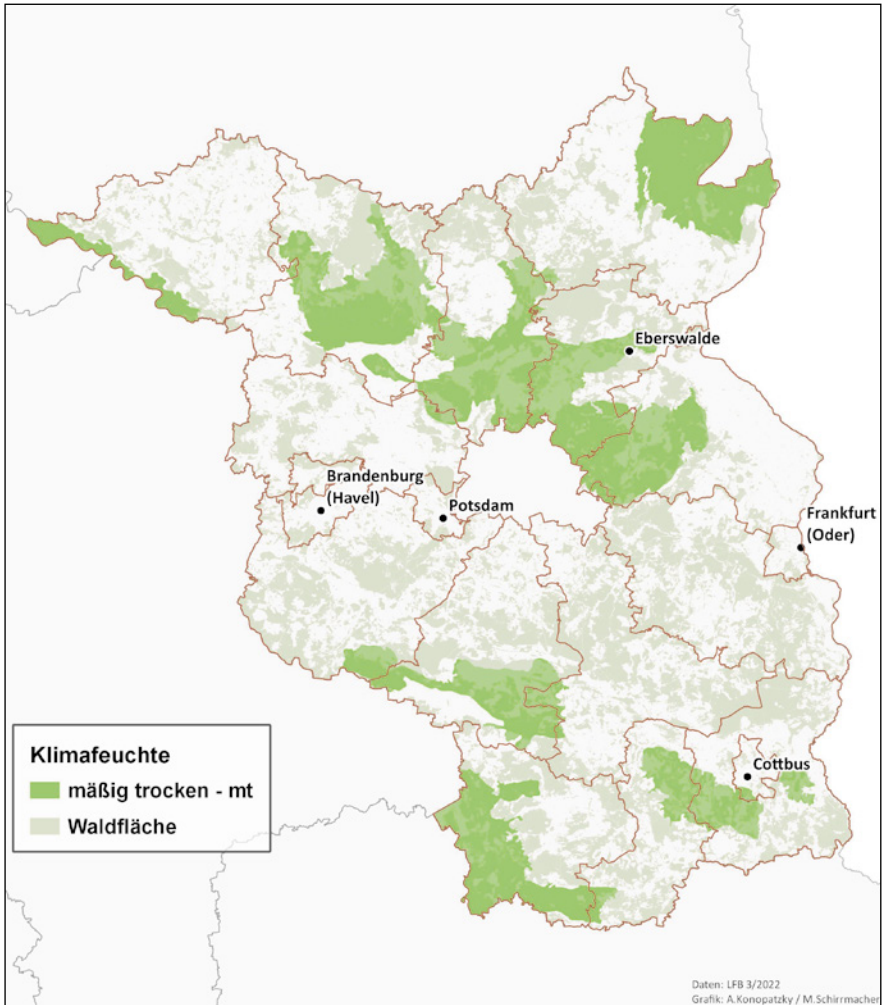 Eberswalde
Brandenburg
(Havel)
Potsdam
Frankfurt
(Oder)
Cottbus
Klimafeuchte
mäßig trocken - mt
Waldfläche
Daten: LFB 3/2022
Grafik: A.Konopatzky / M.Schirrmacher